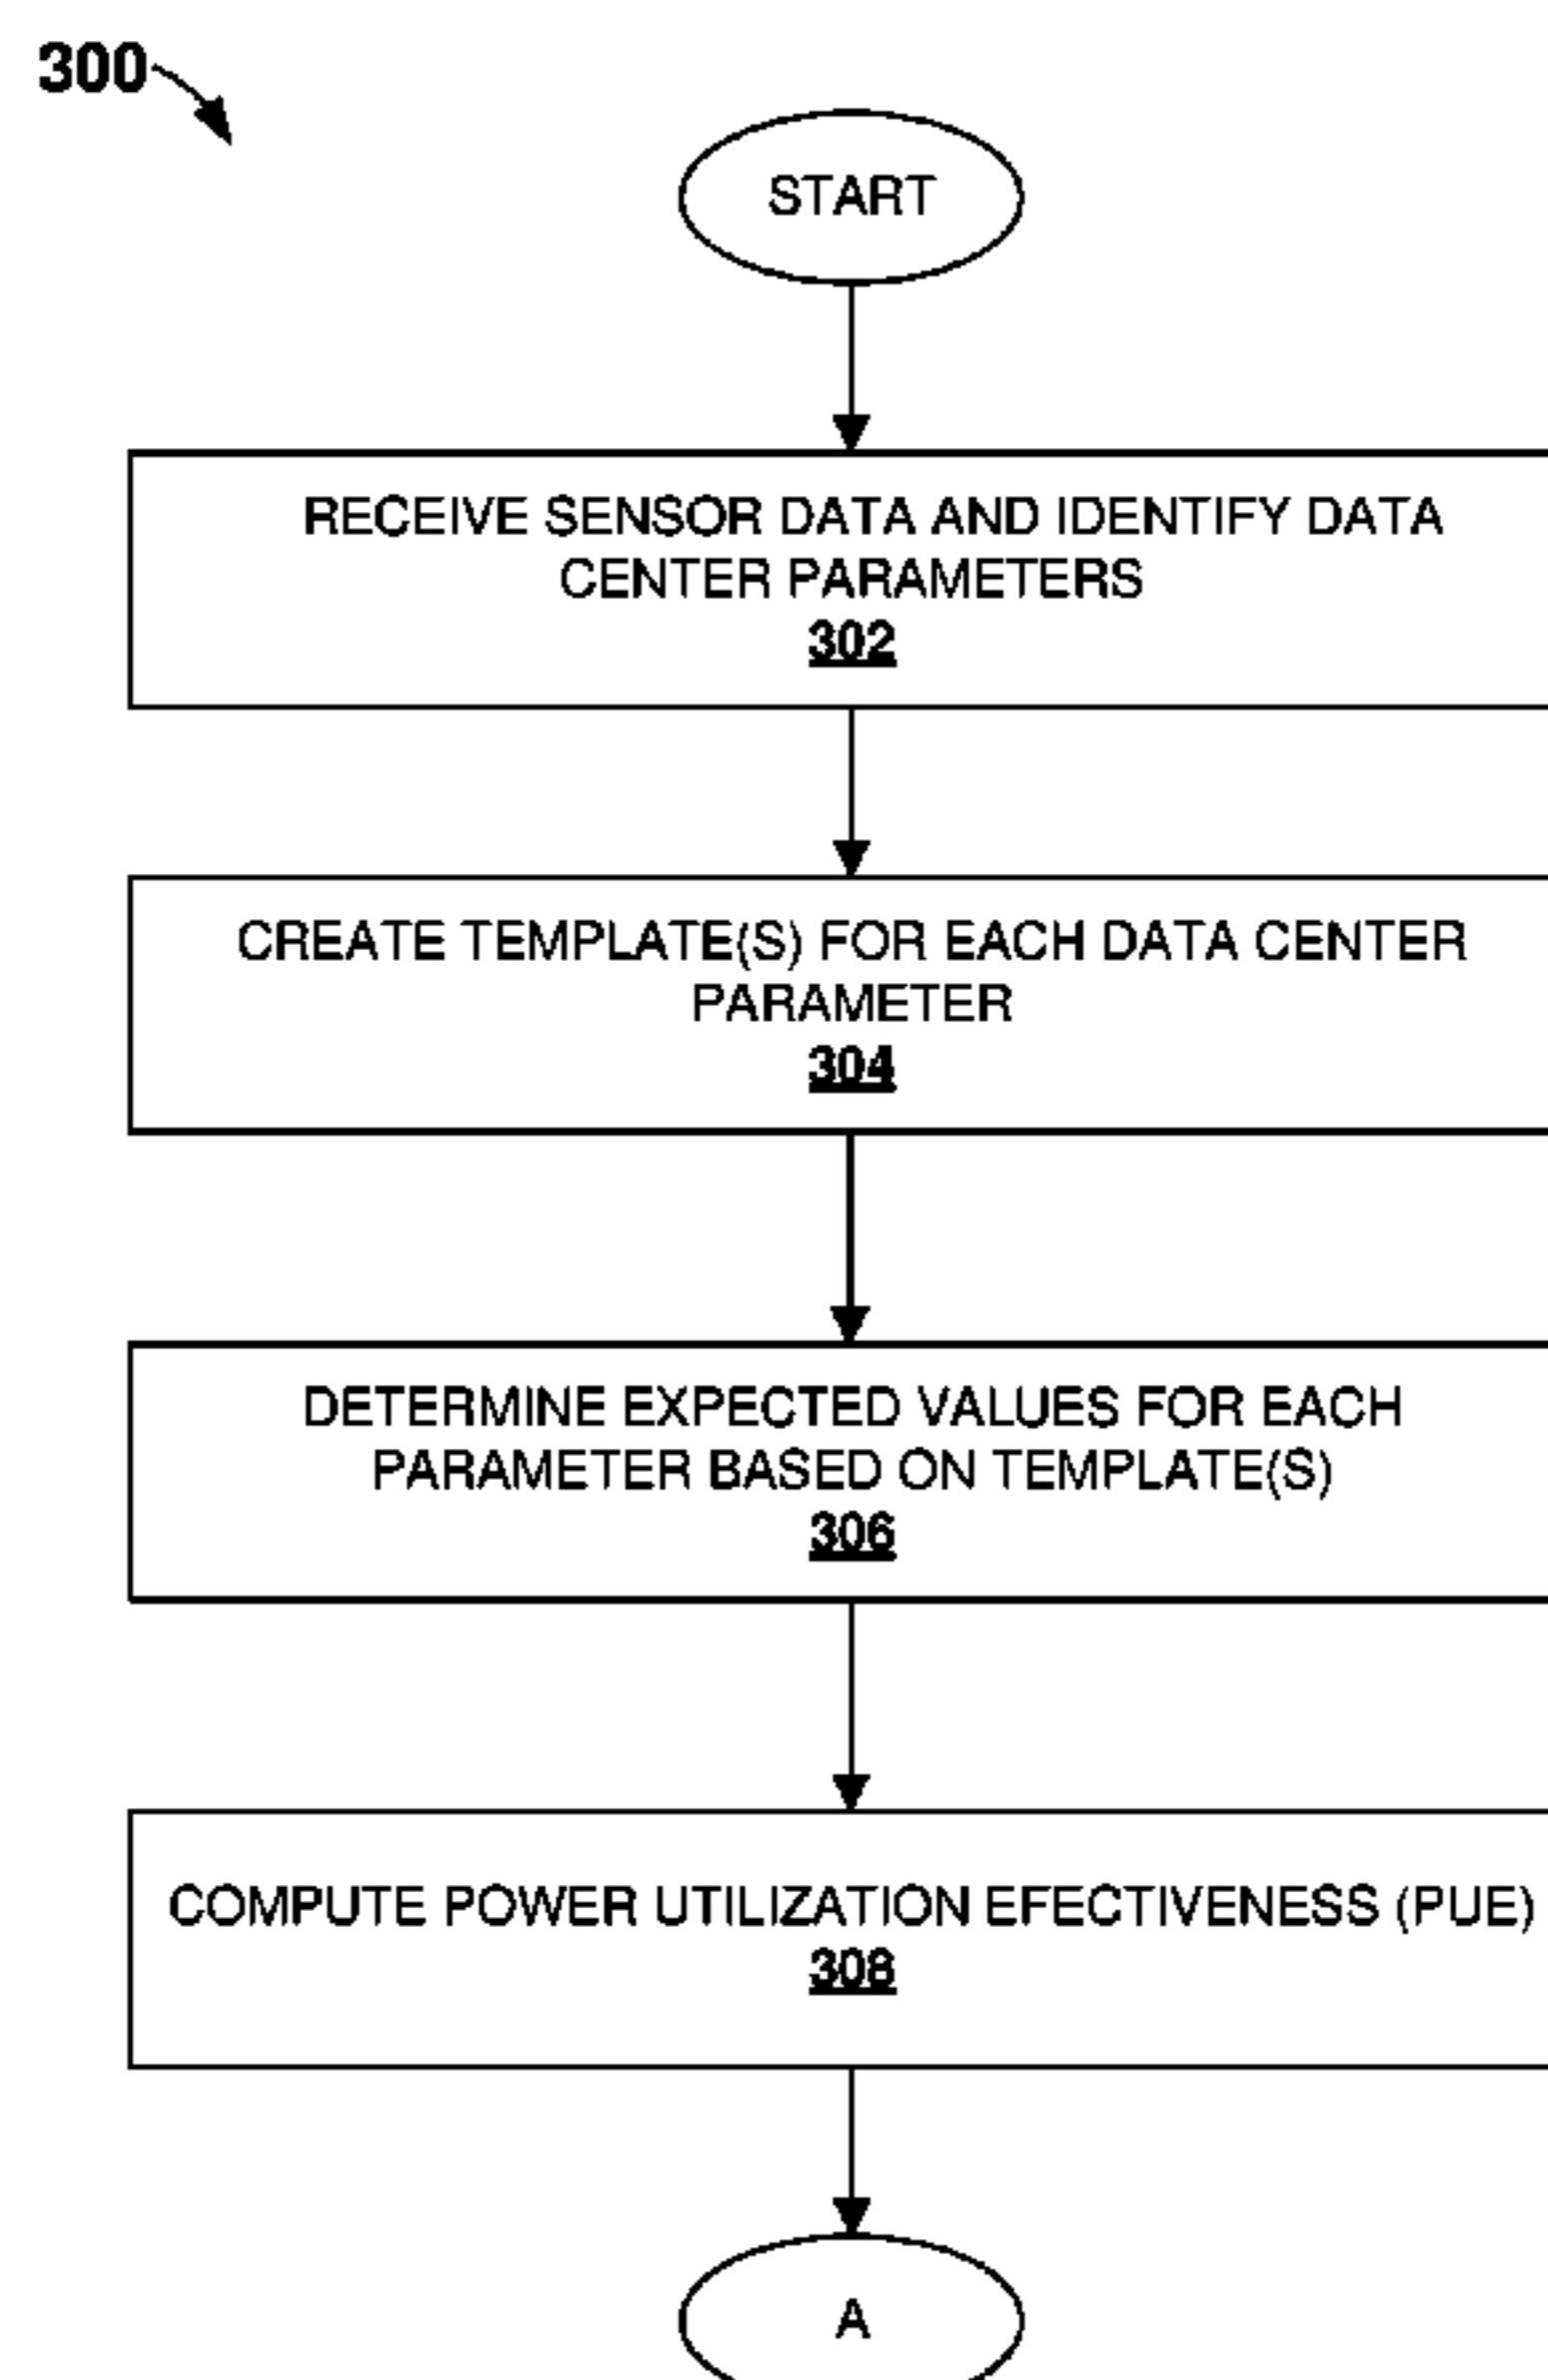 300
START
RECEIVE SENSOR DATA AND IDENTIFY DATA
CENTER PARAMETERS
302
CREATE TEMPLATE(S) FOR EACH DATA CENTER
PARAMETER
304
DETERMINE EXPECTED VALUES FOR EACH
PARAMETER BASED ON TEMPLATE(S)
306
COMPUTE POWER UTILIZATION EFECTIVENESS (PUE)
308
A